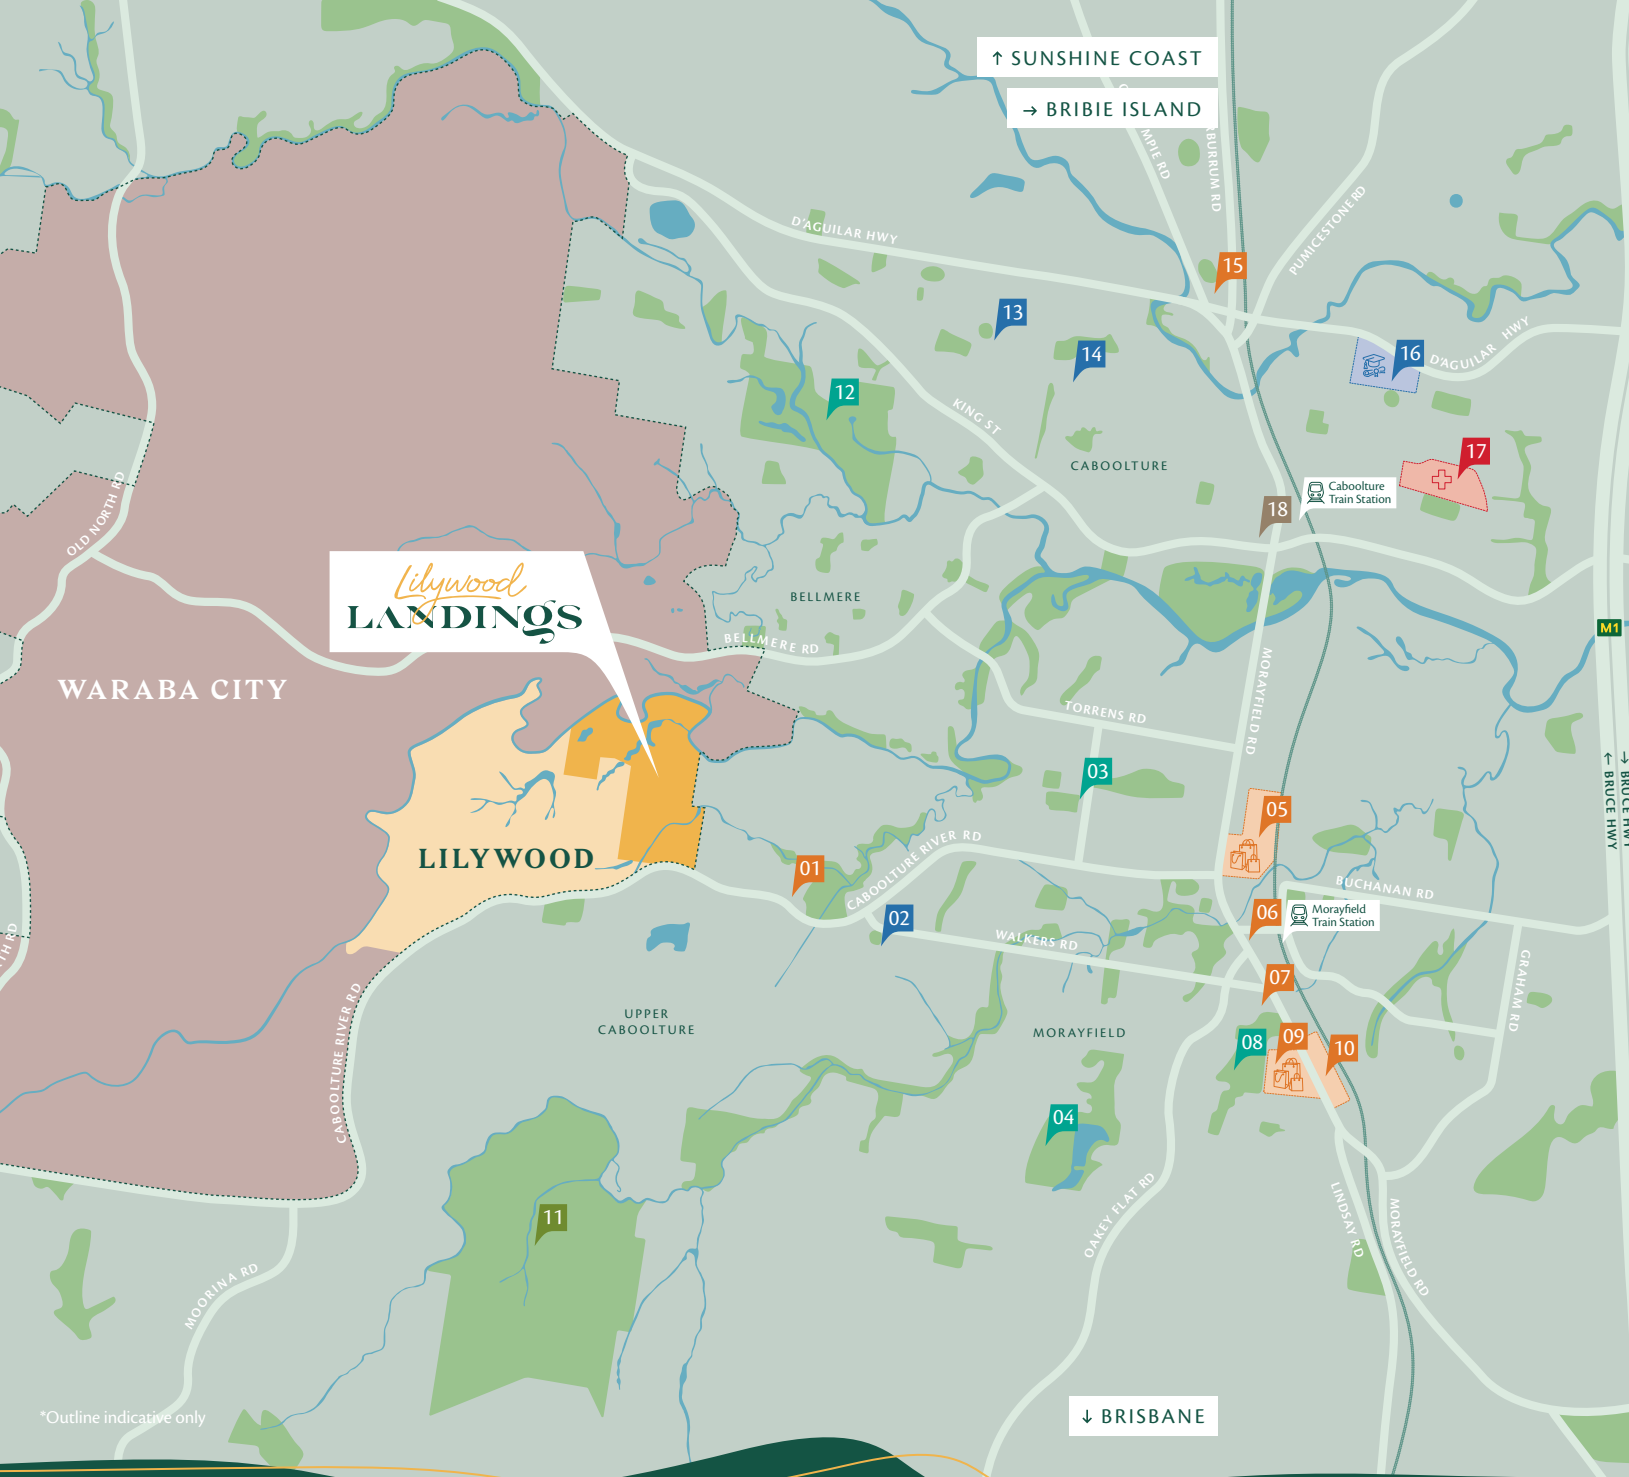 ↑ SUNSHINE COAST
→ BRIBIE ISLAND
D'AGUILAR HWY
PUMICESTONE RD
15
13
14
16
D'AGUILAR HWY
12
KING ST
CABOOLTURE
17
Caboolture
Train Station
18
OLD NORTH RD
Lilywood
LANDINGS
BELLMERE
BELLMERE RD
M1
WARABA CITY
MORAYFIELD RD
TORRENS RD
03
↑ BRUCE HWY
↓ BRUCE HWY
05
LILYWOOD
01
CABOOLTURE RIVER RD
BUCHANAN RD
02
06
Morayfield
Train Station
WALKERS RD
07
GRAHAM RD
UPPER
CABOOLTURE
MORAYFIELD
08
09
10
CABOOLTURE RIVER RD
04
11
OAKEY FLAT RD
LINDSAY RD
MORAYFIELD RD
MOORINA RD
*Outline indicative only
↓ BRISBANE